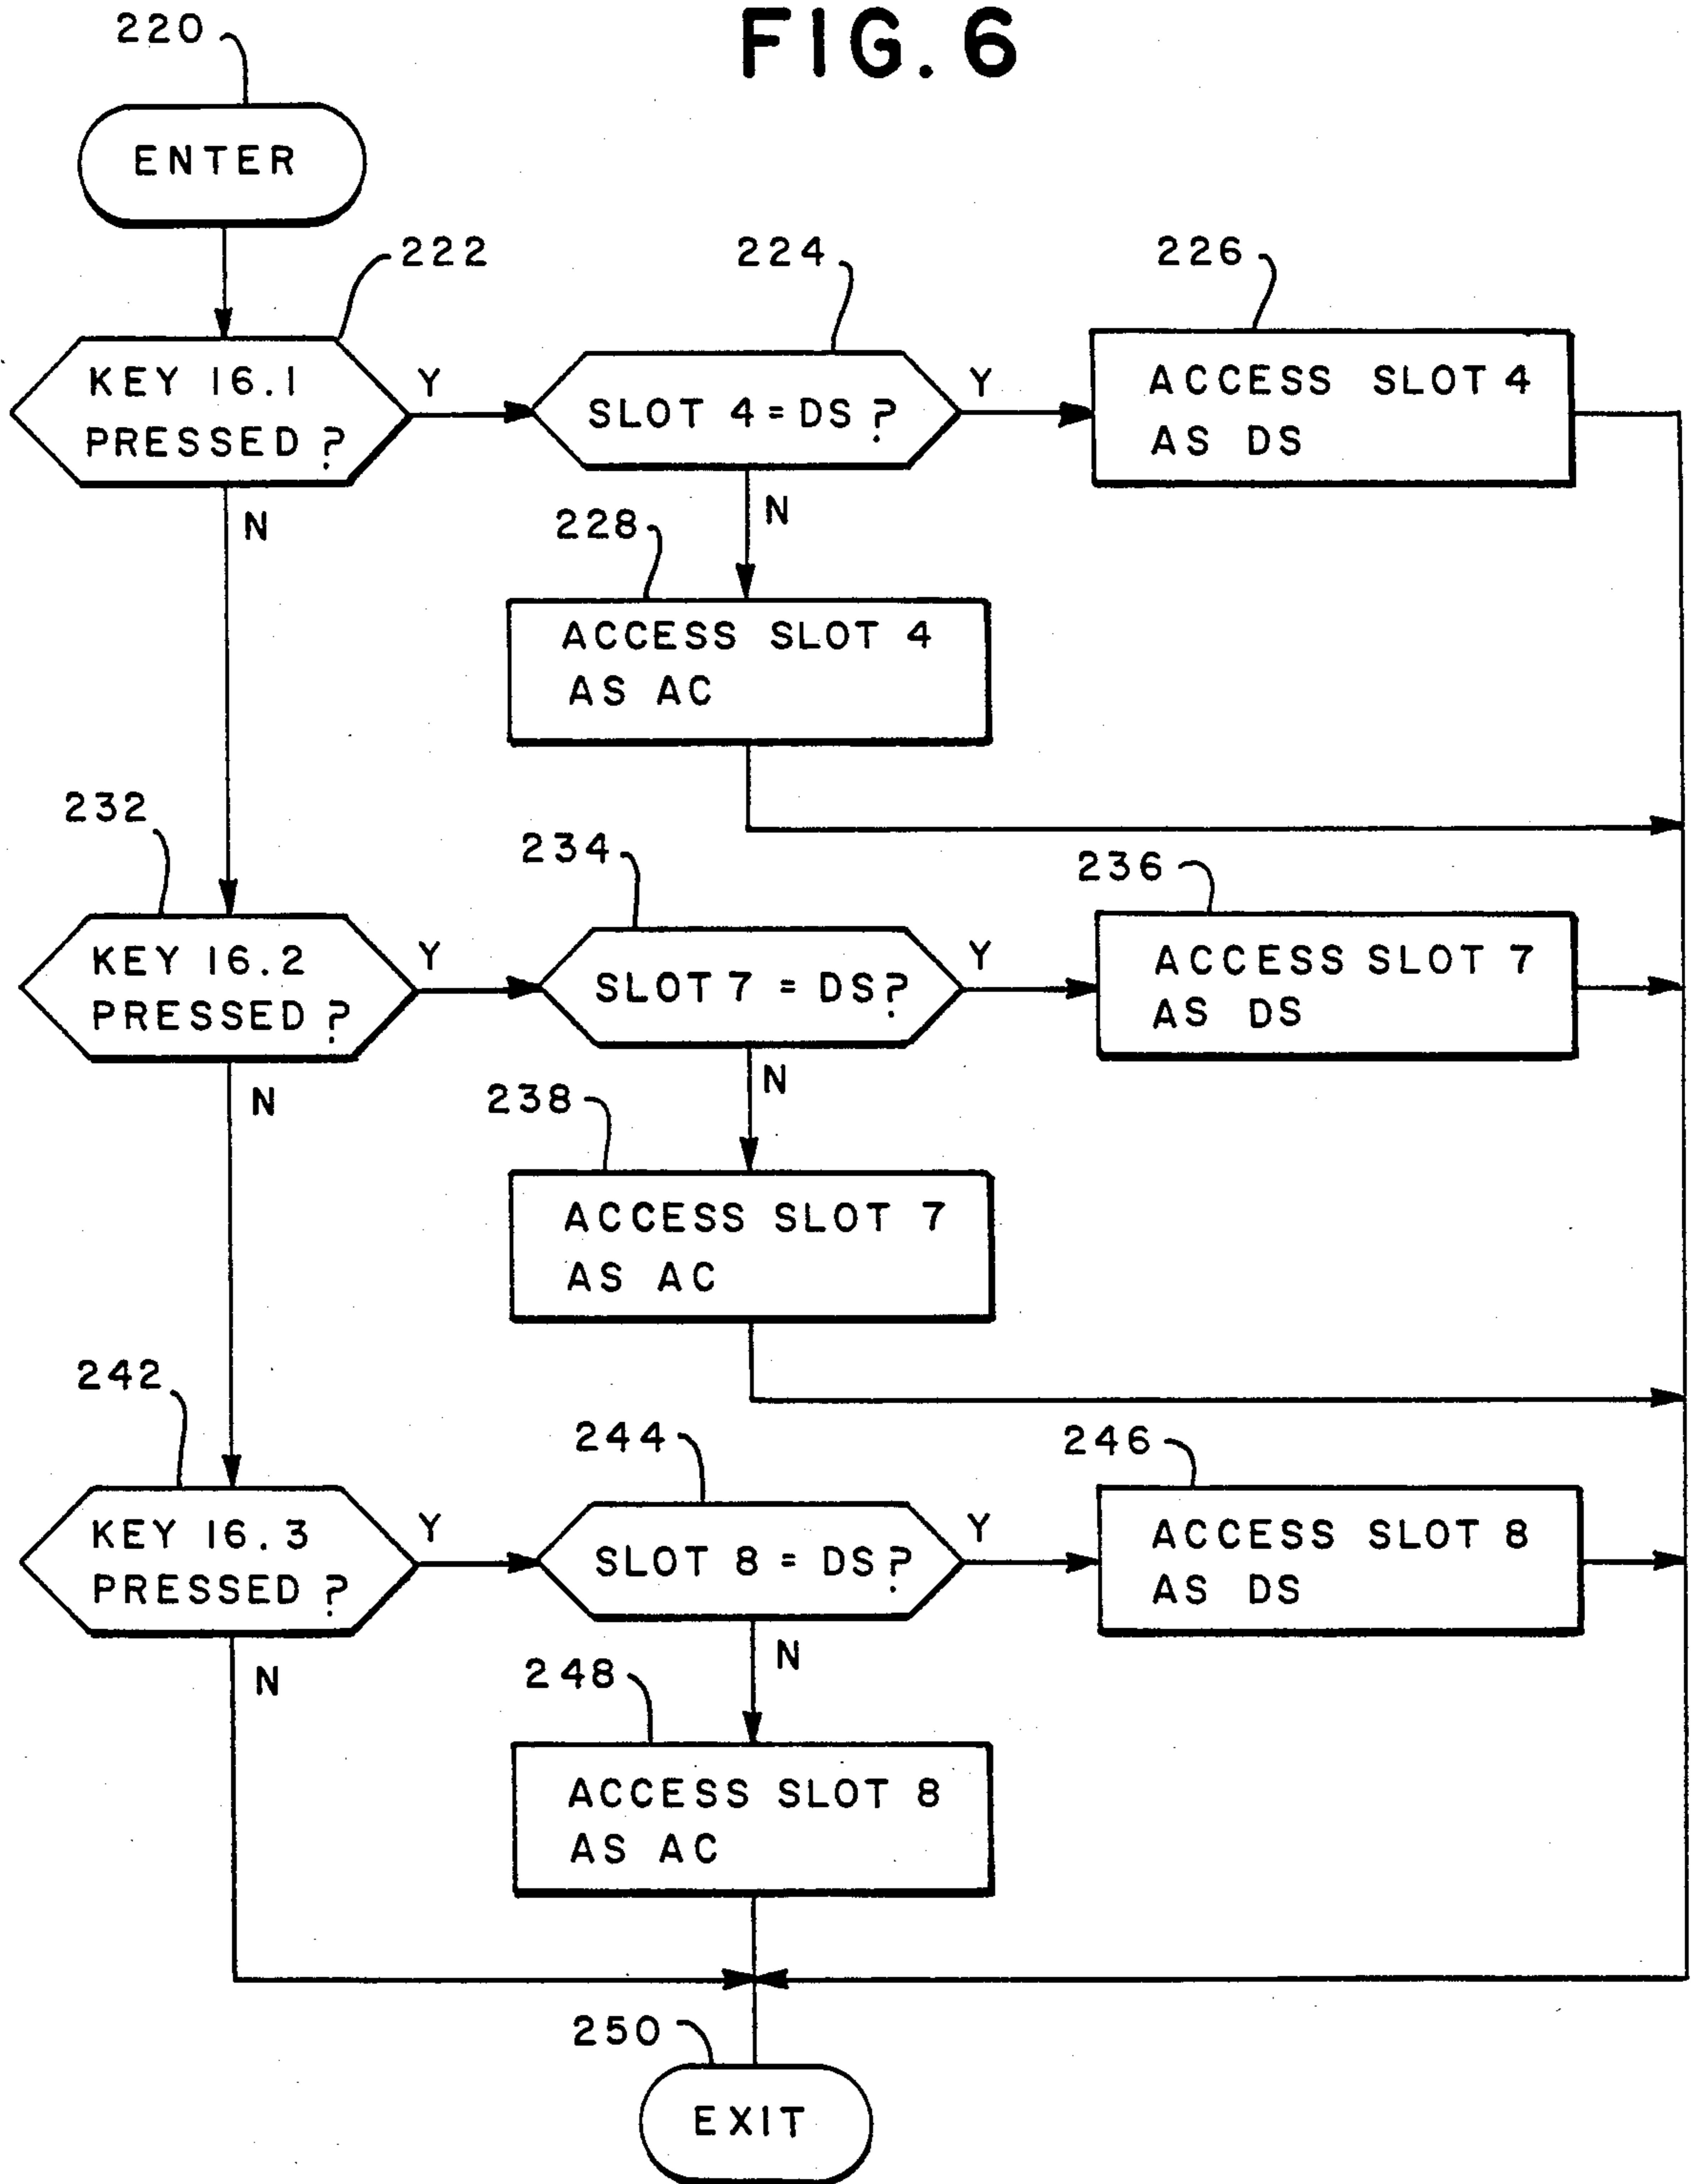 FIG. 6
220
ENTER
222
224
226
KEY 16.1
PRESSED ?
Y
SLOT 4 = DS ?
Y
ACCESS SLOT 4
AS DS
N
N
228
ACCESS SLOT 4
AS AC
232
234
236
KEY 16.2
PRESSED ?
Y
SLOT 7 = DS ?
Y
ACCESS SLOT 7
AS DS
N
N
238
ACCESS SLOT 7
AS AC
242
244
246
KEY 16.3
PRESSED ?
Y
SLOT 8 = DS ?
Y
ACCESS SLOT 8
AS DS
N
N
248
ACCESS SLOT 8
AS AC
250
EXIT